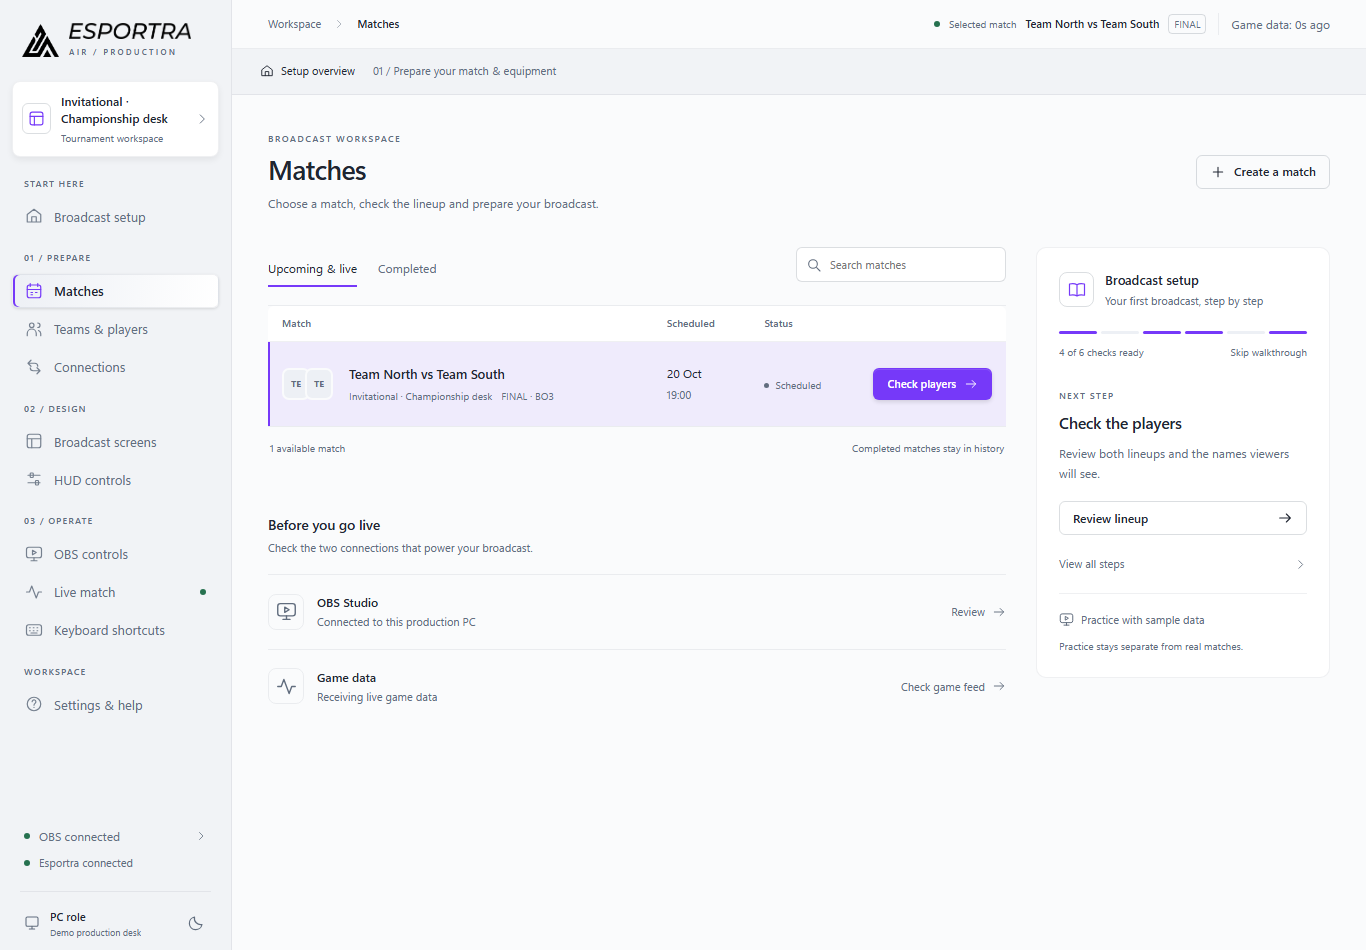 ESPORTRA
AIR / PRODUCTION
Invitational ·
Championship desk
Tournament workspace
START HERE
Broadcast setup
01 / PREPARE
Matches
Teams & players
Connections
02 / DESIGN
Broadcast screens
HUD controls
03 / OPERATE
OBS controls
Live match
Keyboard shortcuts
WORKSPACE
Settings & help
OBS connected
Esportra connected
PC role
Demo production desk
Workspace
Matches
Selected match Team North vs Team South FINAL
Game data: 0s ago
Setup overview
01 / Prepare your match & equipment
BROADCAST WORKSPACE
Matches
Choose a match, check the lineup and prepare your broadcast.
Create a match
Upcoming & live
Completed
Search matches
Match Scheduled Status
TE TE
Team North vs Team South
Invitational · Championship desk FINAL · BO3
20 Oct
19:00
Scheduled
Check players
1 available match
Completed matches stay in history
Before you go live
Check the two connections that power your broadcast.
OBS Studio
Connected to this production PC
Review
Game data
Receiving live game data
Check game feed
Broadcast setup
Your first broadcast, step by step
4 of 6 checks ready
Skip walkthrough
NEXT STEP
Check the players
Review both lineups and the names viewers
will see.
Review lineup
View all steps
Practice with sample data
Practice stays separate from real matches.